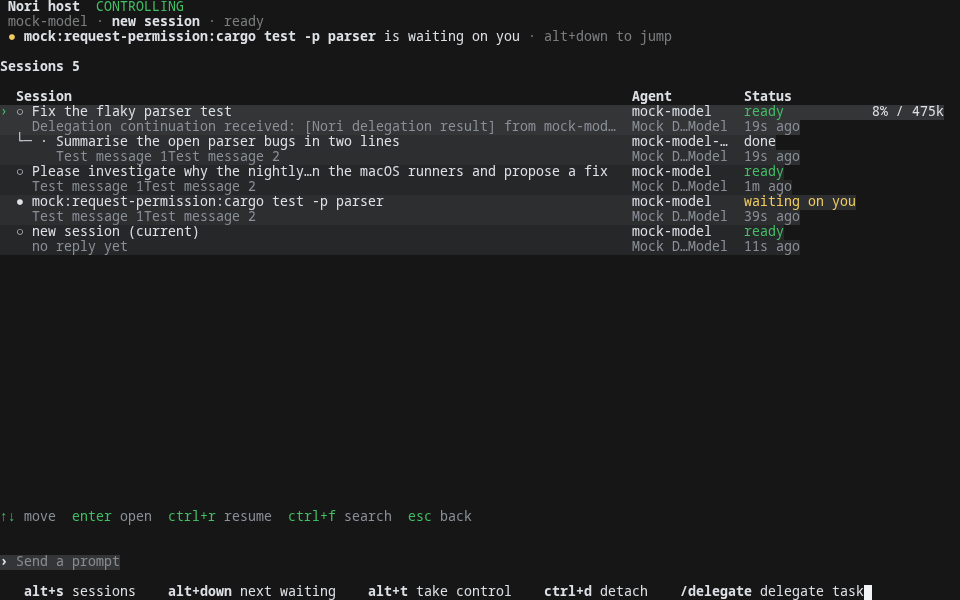 Nori host  CONTROLLING
mock-model · new session · ready
● mock:request-permission:cargo test -p parser is waiting on you · alt+down to jump
Sessions 5
Session  Agent  Status
› ○ Fix the flaky parser test  mock-model  ready  8% / 475k
Delegation continuation received: [Nori delegation result] from mock-mod…  Mock D…Model  19s ago
└─ · Summarise the open parser bugs in two lines  mock-model-…  done
Test message 1Test message 2  Mock D…Model  19s ago
○ Please investigate why the nightly…n the macOS runners and propose a fix  mock-model  ready
Test message 1Test message 2  Mock D…Model  1m ago
● mock:request-permission:cargo test -p parser  mock-model  waiting on you
Test message 1Test message 2  Mock D…Model  39s ago
○ new session (current)  mock-model  ready
no reply yet  Mock D…Model  11s ago
↑↓ move  enter open  ctrl+r resume  ctrl+f search  esc back
› Send a prompt
alt+s sessions  alt+down next waiting  alt+t take control  ctrl+d detach  /delegate delegate task